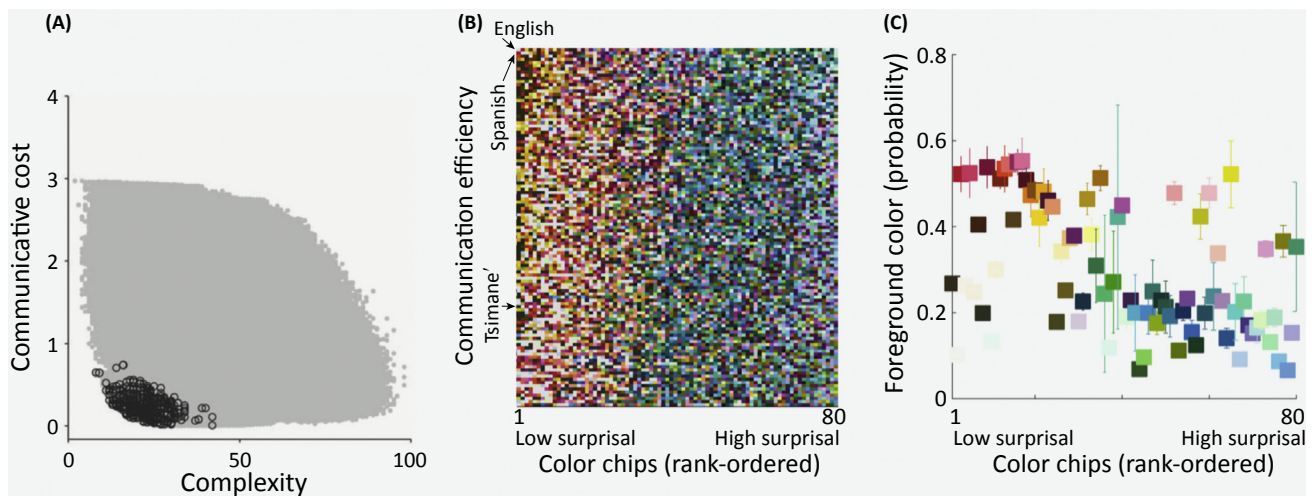 (A)
4
3
2
1
0
Communicative cost
0 50 100
Complexity
(B)
English
Spanish
Tsimane′
Communication efficiency
1 80
Low surprisal High surprisal
Color chips (rank-ordered)
(C)
0.8
0.6
0.4
0.2
0
Foreground color (probability)
1 80
Low surprisal High surprisal
Color chips (rank-ordered)